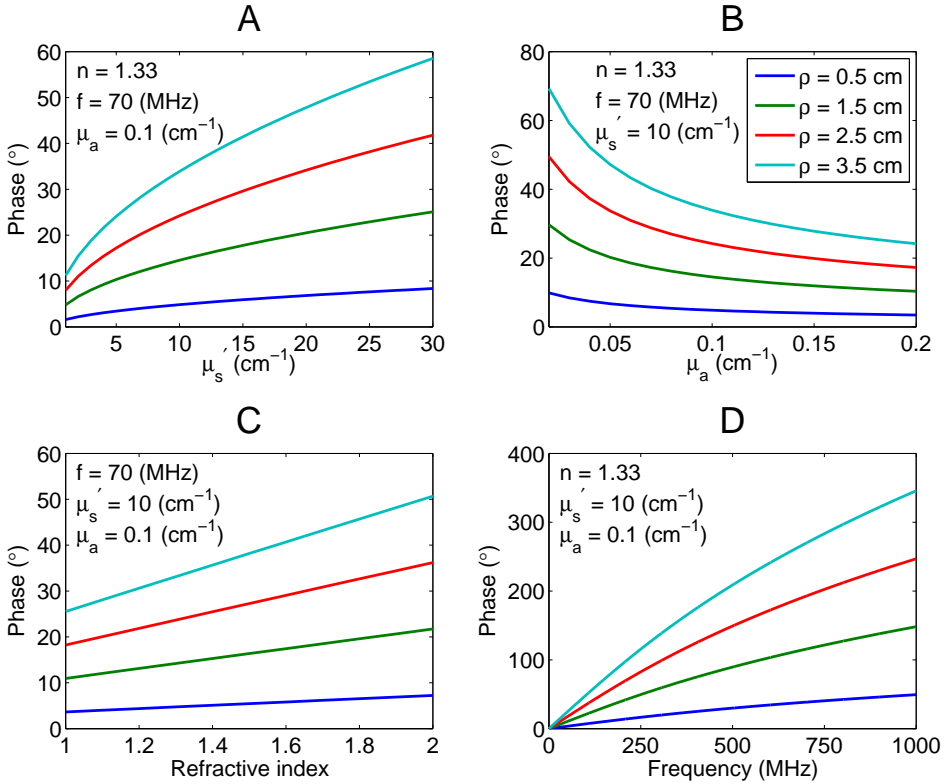 A
60
50
40
30
20
10
0
n = 1.33
f = 70 (MHz)
μa = 0.1 (cm−1)
Phase (°)
5 10 15 20 25 30
μs′ (cm−1)
B
80
60
40
20
0
n = 1.33
f = 70 (MHz)
μs′ = 10 (cm−1)
ρ = 0.5 cm
ρ = 1.5 cm
ρ = 2.5 cm
ρ = 3.5 cm
Phase (°)
0.05 0.1 0.15 0.2
μa (cm−1)
C
60
50
40
30
20
10
0
f = 70 (MHz)
μs′ = 10 (cm−1)
μa = 0.1 (cm−1)
Phase (°)
1 1.2 1.4 1.6 1.8 2
Refractive index
D
400
300
200
100
0
n = 1.33
μs′ = 10 (cm−1)
μa = 0.1 (cm−1)
Phase (°)
0 250 500 750 1000
Frequency (MHz)